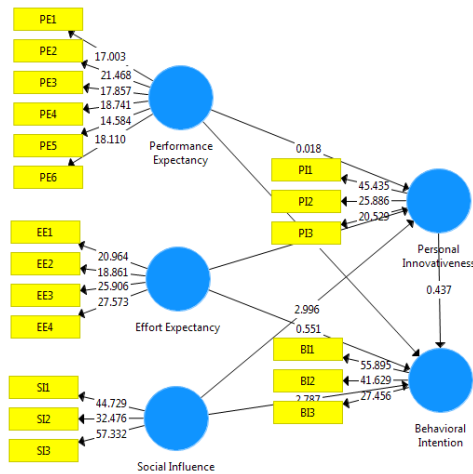 PE1
PE2
PE3
PE4
PE5
PE6
17.003
21.468
17.857
18.741
14.584
18.110
Performance
Expectancy
0.018
PI1
PI2
PI3
45.435
25.886
20.529
Personal
Innovativeness
EE1
EE2
EE3
EE4
20.964
18.861
25.906
27.573
Effort Expectancy
2.996
0.551
0.437
BI1
BI2
BI3
55.895
41.629
27.456
2.787
Behavioral
Intention
SI1
SI2
SI3
44.729
32.476
57.332
Social Influence